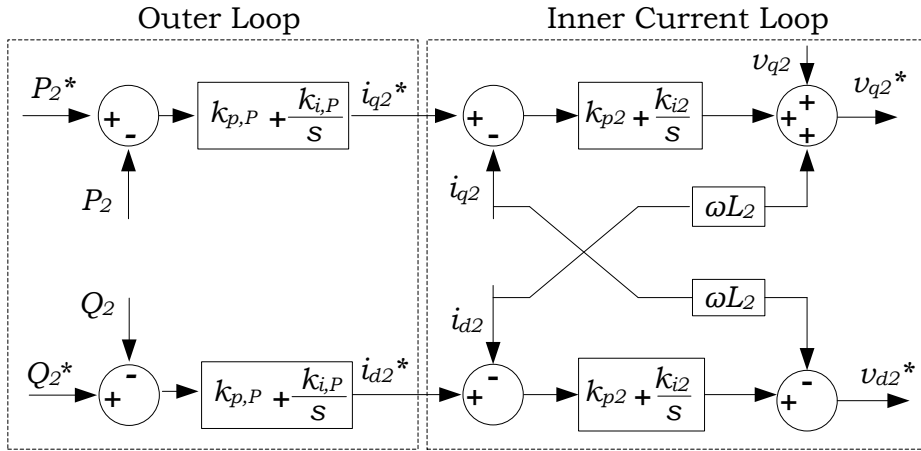 Outer Loop
Inner Current Loop
P2*
+
-
kp,P + ki,P/s
iq2*
P2
+
-
kp2 + ki2/s
vq2
+
+
+
vq2*
iq2
ωL2
Q2
-
+
Q2*
kp,P + ki,P/s
id2*
id2
ωL2
-
+
kp2 + ki2/s
-
+
vd2*